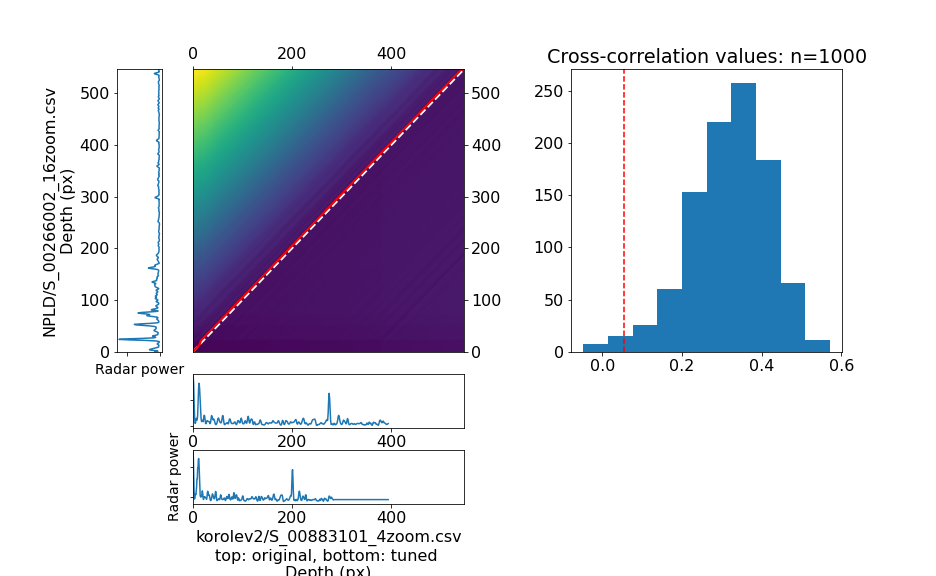 Cross-correlation values: n=1000
0 200 400
500 400 300 200 100 0
NPLD/S_00266002_16zoom.csv
Depth (px)
Radar power
500 400 300 200 100 0
250 200 150 100 50 0
0.0 0.2 0.4 0.6
0 200 400
Radar power
0 200 400
korolev2/S_00883101_4zoom.csv
top: original, bottom: tuned
Depth (px)